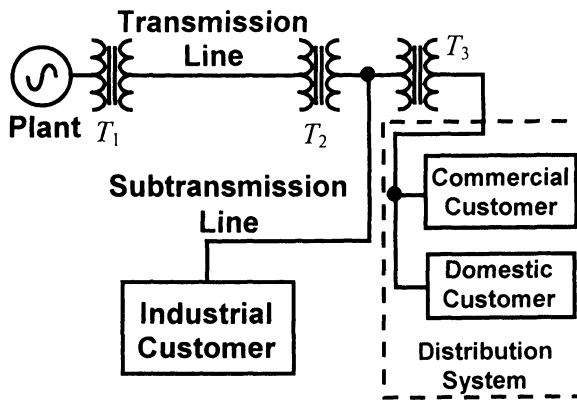 Transmission
Line
Plant
T1
T2
T3
Subtransmission
Line
Industrial
Customer
Commercial
Customer
Domestic
Customer
Distribution
System